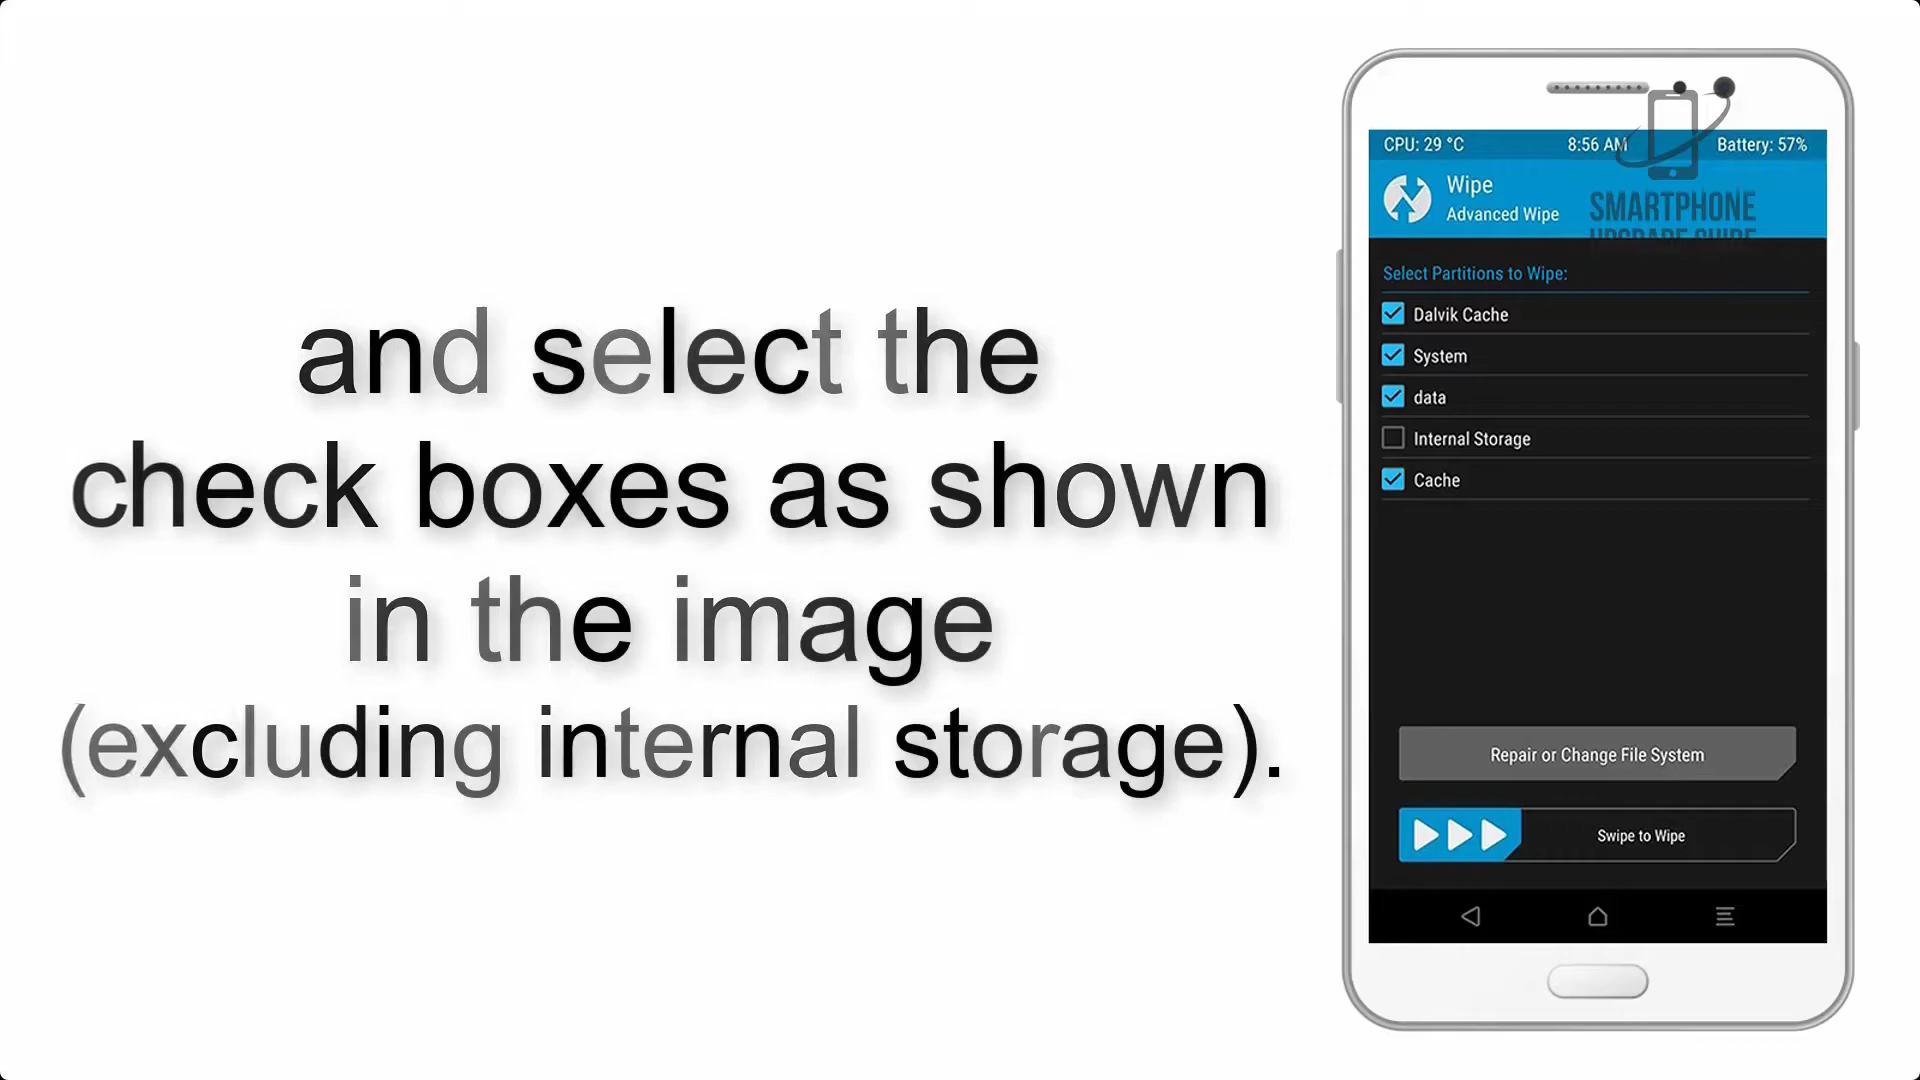 and select the
check boxes as shown
in the image
(excluding internal storage).
CPU: 29 °C 8:56 AM Battery: 57%
Wipe
Advanced Wipe
SMARTPHONE
UPGRADE GUIDE
Select Partitions to Wipe:
Dalvik Cache
System
data
Internal Storage
Cache
Repair or Change File System
Swipe to Wipe